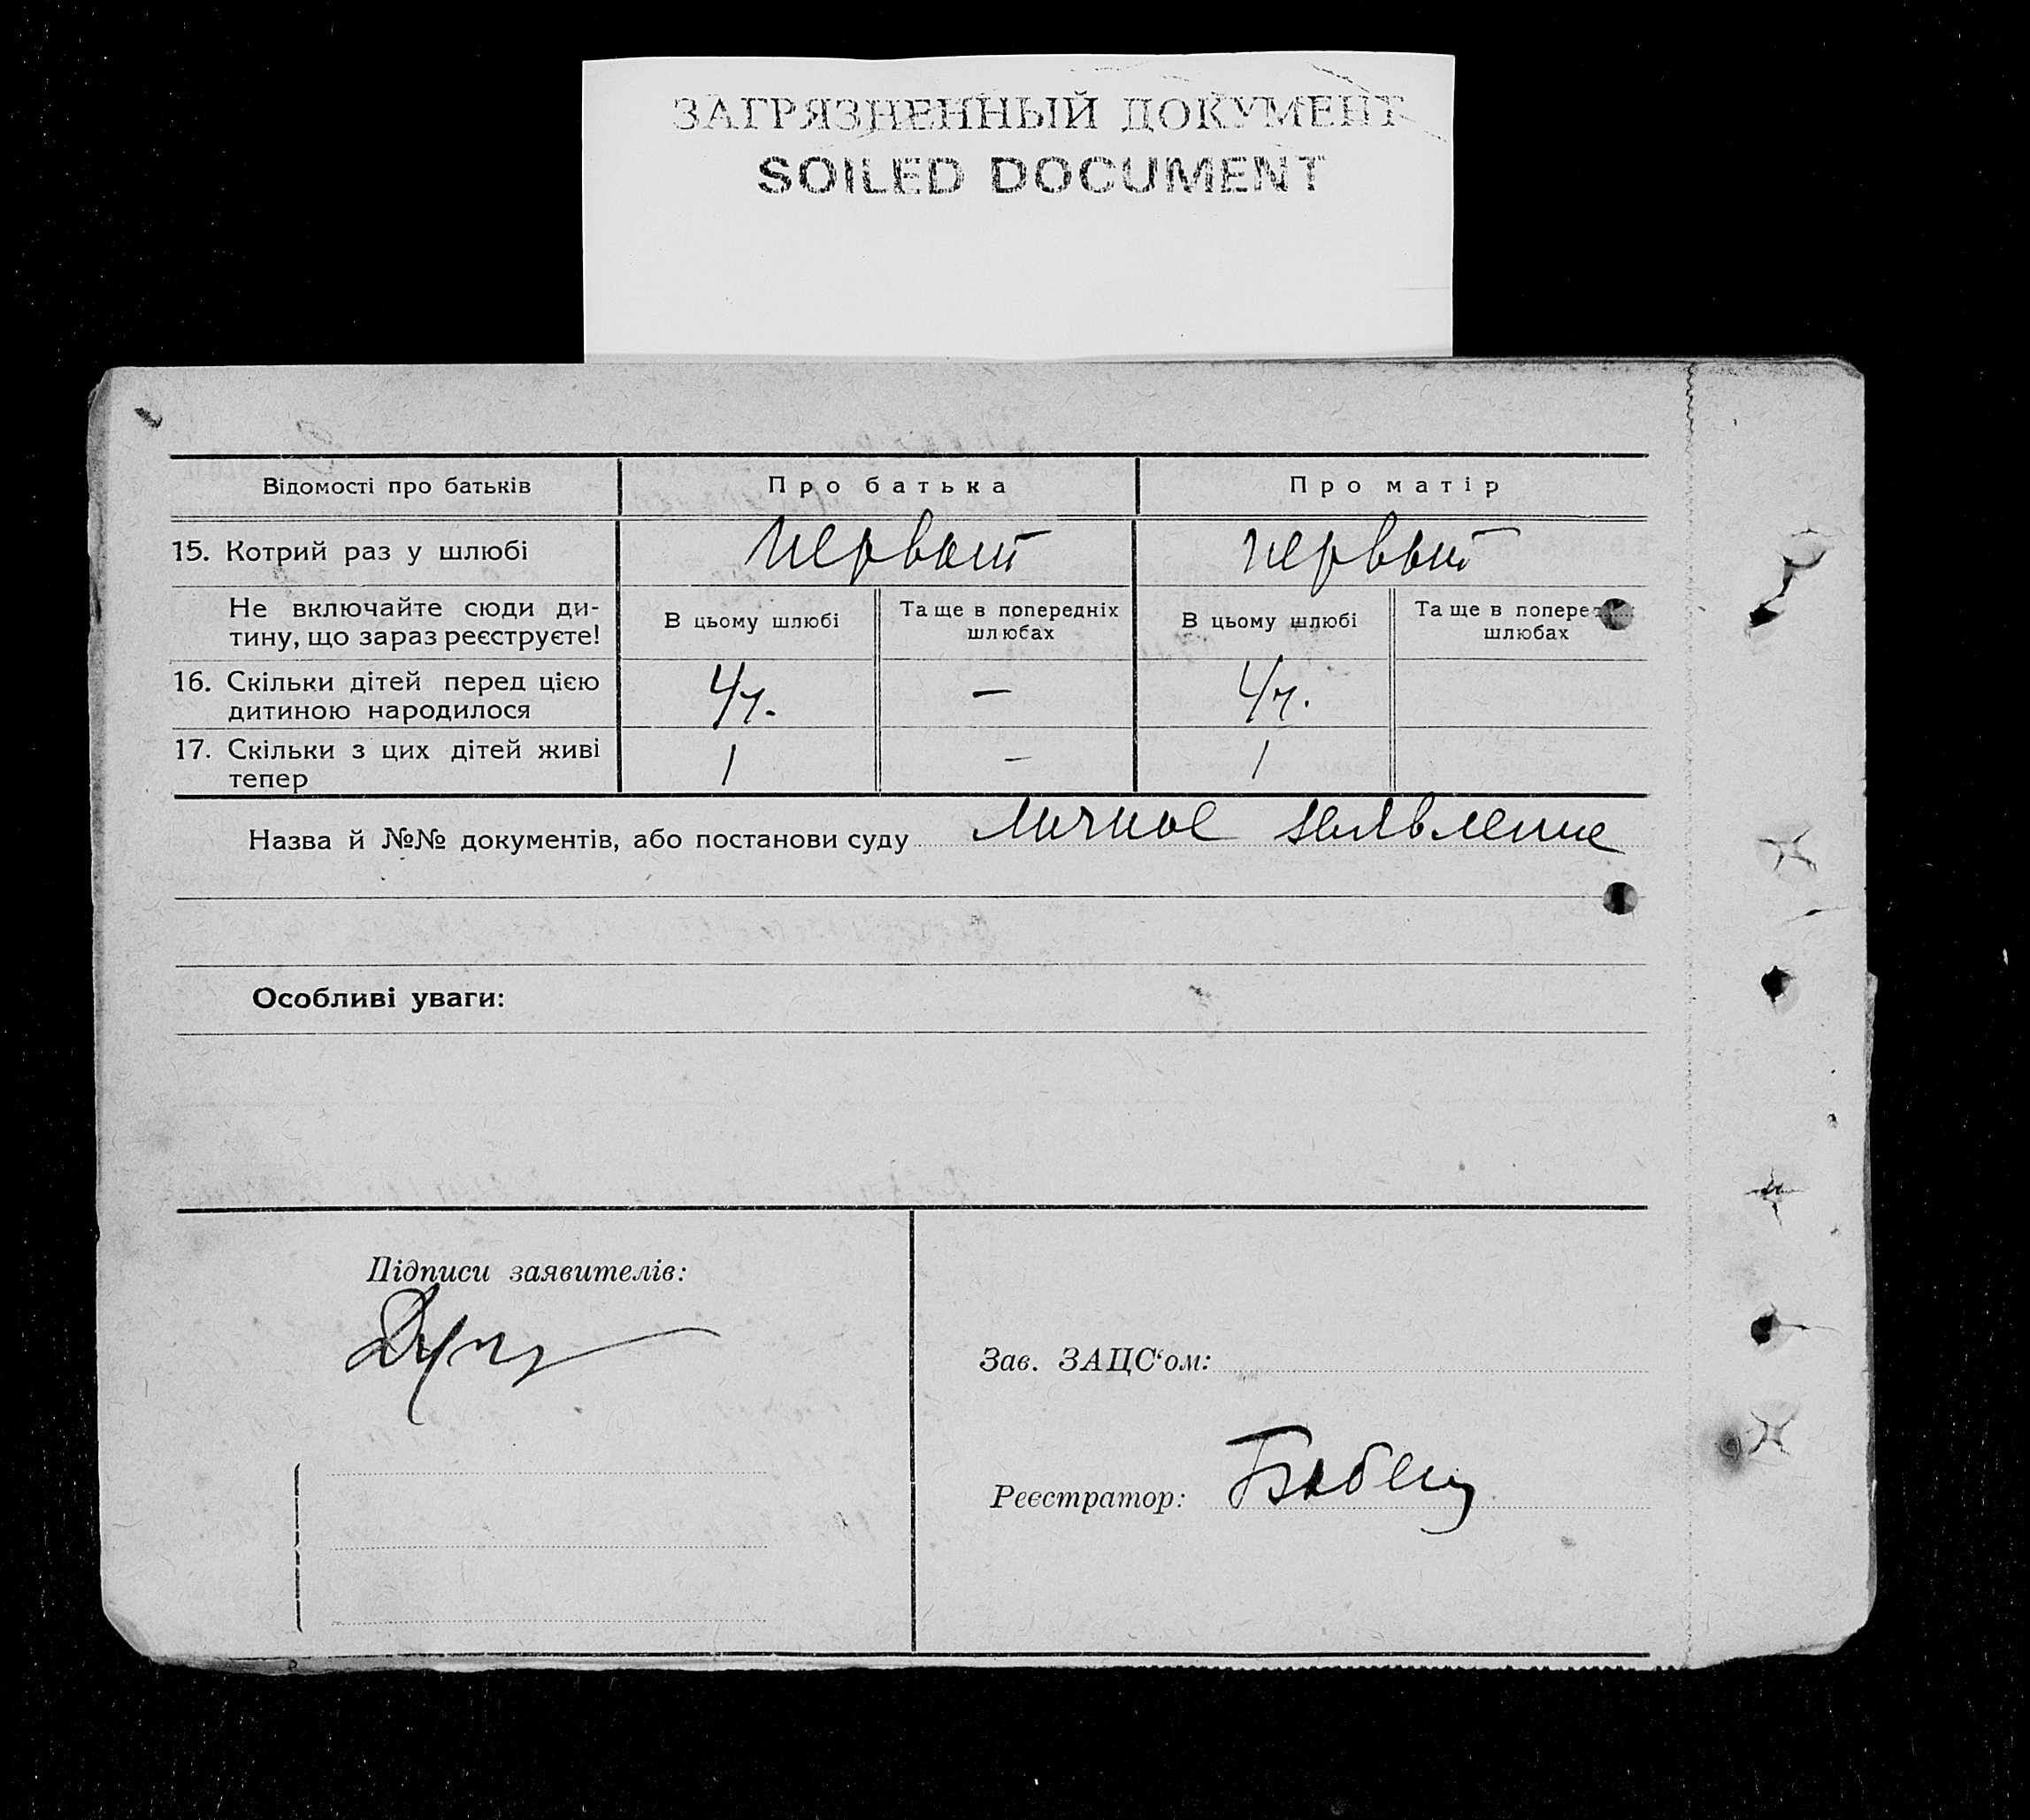 ЗАГРЯЗНЕННЫЙ ДОКУМЕНТ
SOILED DOCUMENT
Відомості про батьків Про батька Про матір
15. Котрий раз у шлюбі первый первый
Не включайте сюди ди-
тину, що зараз реєструєте!
В цьому шлюбі Та ще в попередніх
шлюбах
В цьому шлюбі Та ще в попере
шлюбах
16. Скільки дітей перед цією
дитиною народилося
4ч. – 4ч.
17. Скільки з цих дітей живі
тепер
1 – 1
Назва й №№ документів, або постанови суду личное заявление
Особливі уваги:
Підписи заявителів:
Зав. ЗАЦС‘ом:
Реєстратор: